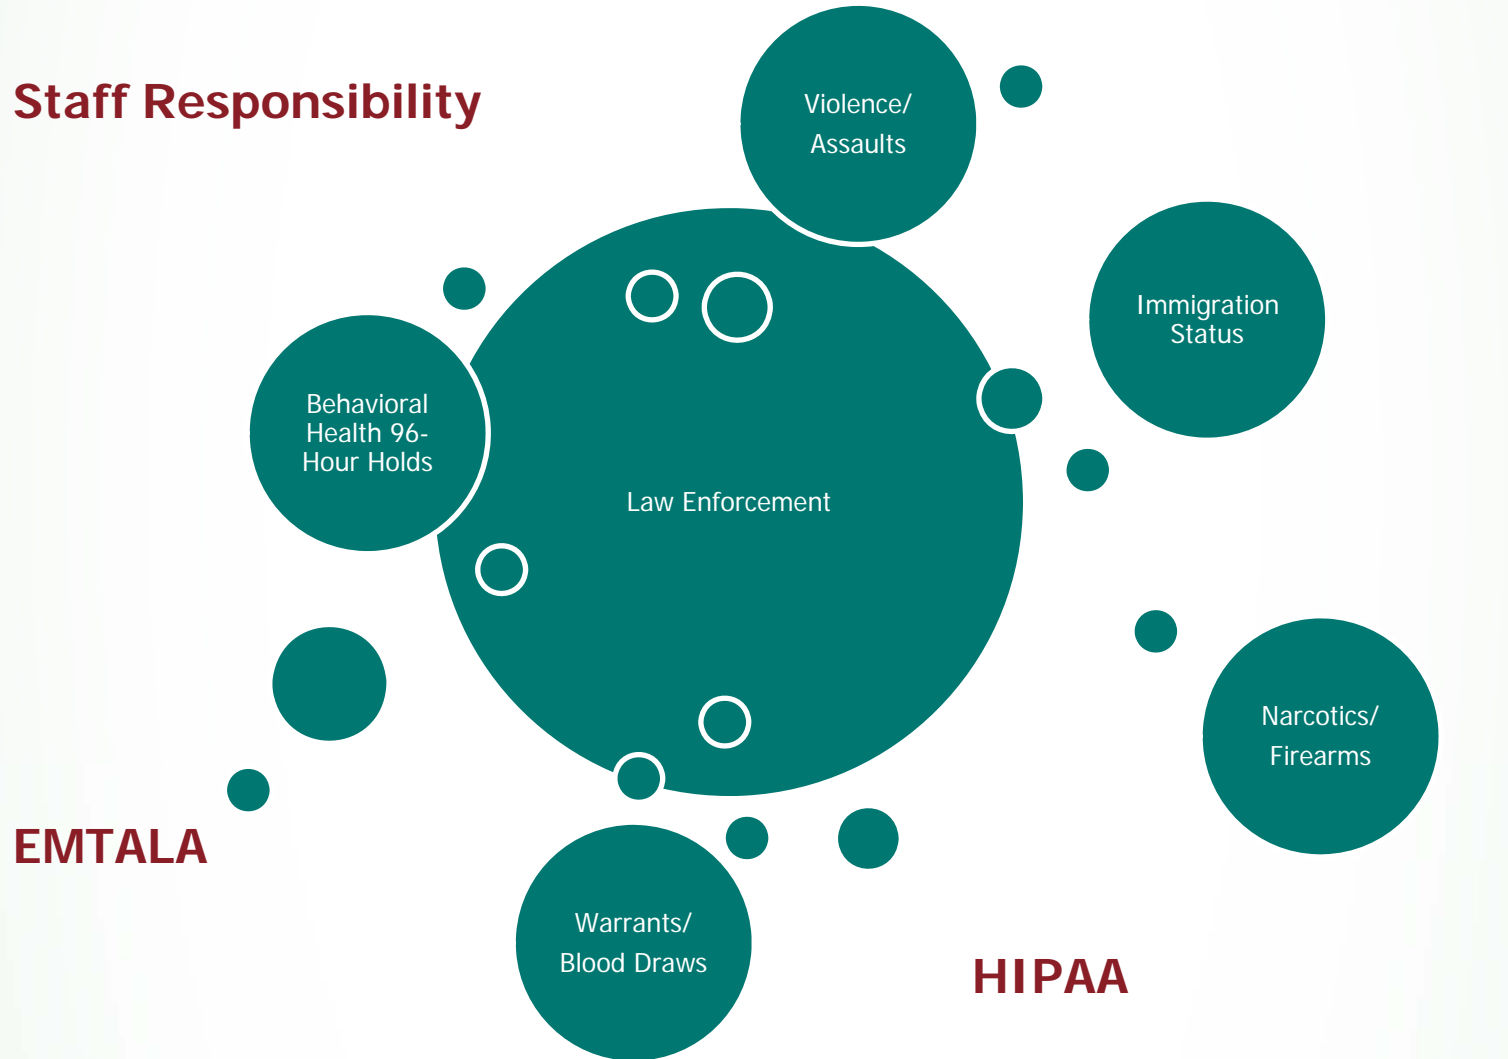 Staff Responsibility
Violence/
Assaults
Immigration
Status
Behavioral
Health 96-
Hour Holds
Law Enforcement
Narcotics/
Firearms
EMTALA
Warrants/
Blood Draws
HIPAA